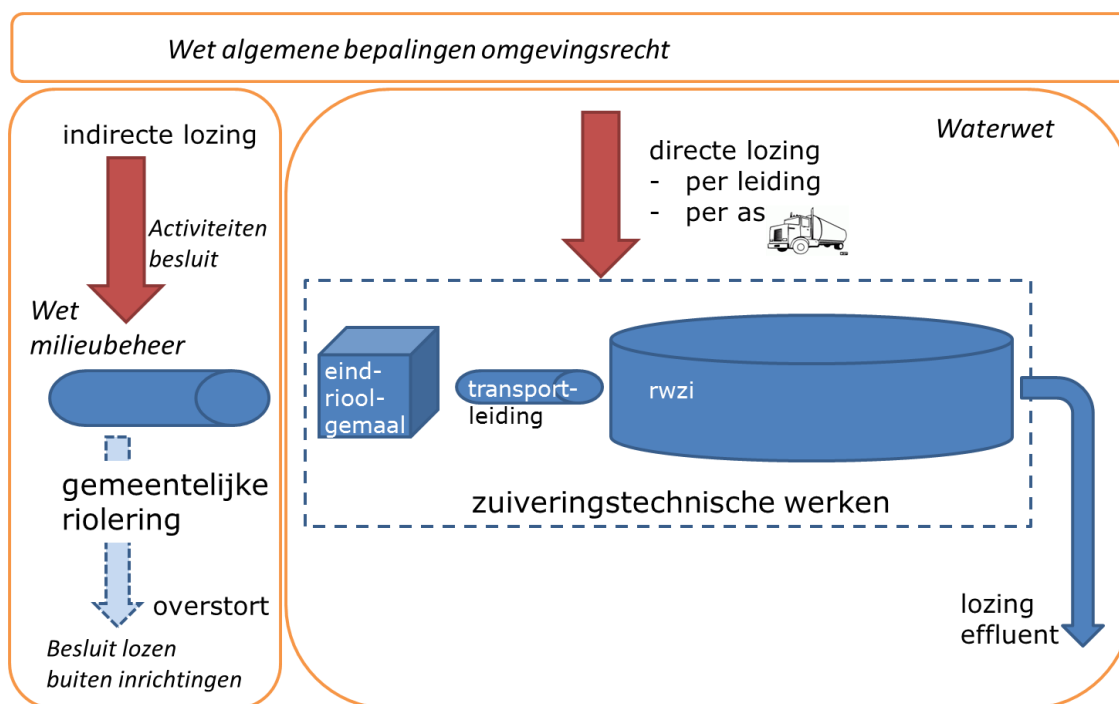 Wet algemene bepalingen omgevingsrecht
indirecte lozing
Activiteiten
besluit
Wet
milieubeheer
gemeentelijke
riolering
overstort
Besluit lozen
buiten inrichtingen
Waterwet
directe lozing
- per leiding
- per as
eind-
riool-
gemaal
transport-
leiding
rwzi
zuiveringstechnische werken
lozing
effluent